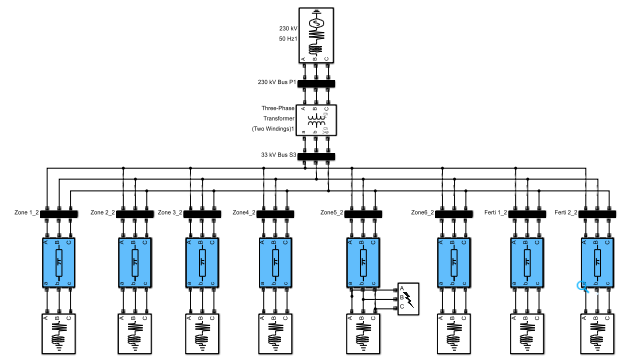 230 kV
50 Hz1
A B C
230 kV Bus P1
Three-Phase
Transformer
(Two Windings)1
A B C
a b c
33 kV Bus S3
Zone 1_2
Zone 2_2
Zone 3_2
Zone4_2
Zone5_2
Zone6_2
Ferti 1_2
Ferti 2_2
A B C
A B C
A B C
A B C
A B C
A B C
A B C
A B C
a b c
a b c
a b c
a b c
a b c
a b c
a b c
a b c
A
B
C
A B C
A B C
A B C
A B C
A B C
A B C
A B C
A B C